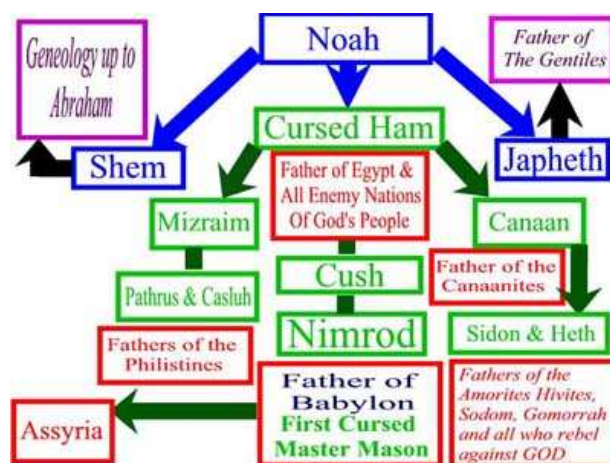 Noah
Geneology up to
Abraham
Father of
The Gentiles
Cursed Ham
Shem
Japheth
Father of Egypt &
All Enemy Nations
Of God's People
Mizraim
Canaan
Cush
Father of the
Canaanites
Pathrus & Casluh
Nimrod
Sidon & Heth
Fathers of the
Philistines
Father of
Babylon
First Cursed
Master Mason
Fathers of the
Amorites Hivites,
Sodom, Gomorrah
and all who rebel
against GOD
Assyria